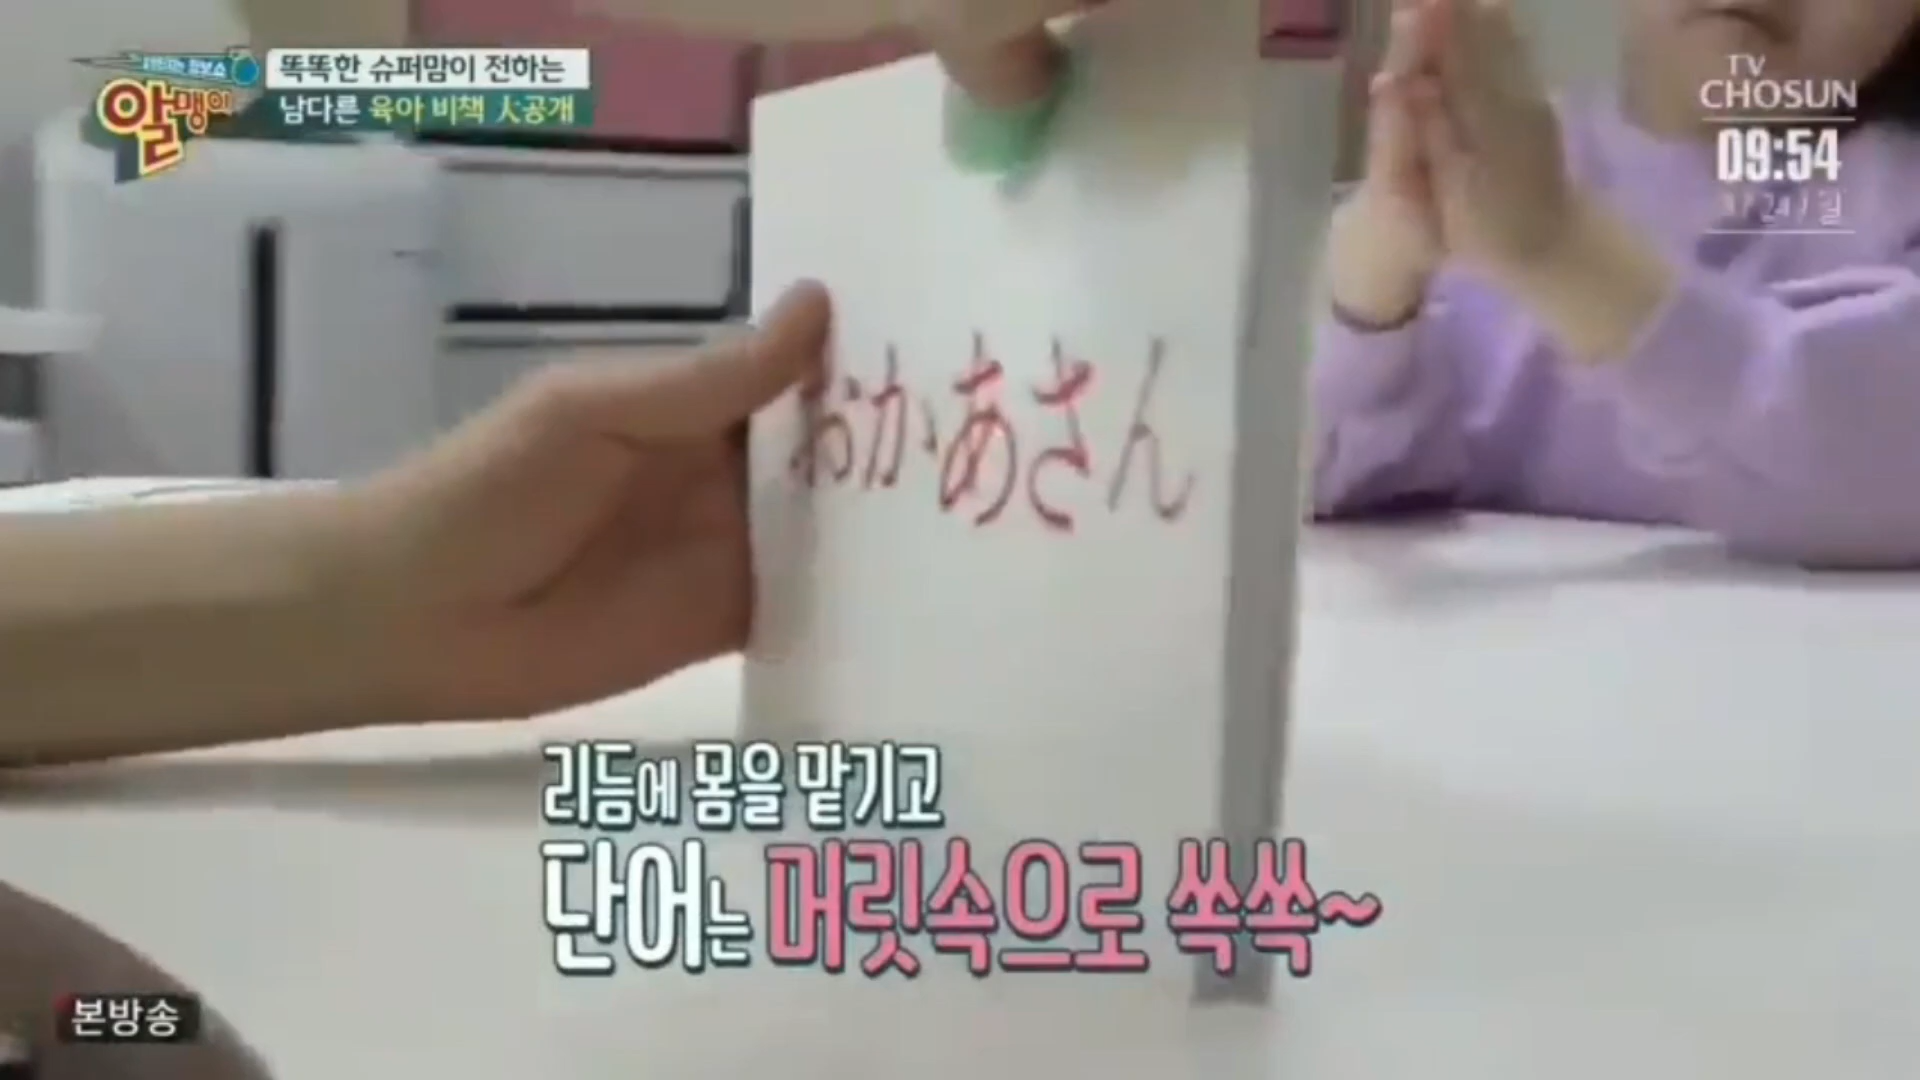 알맹이
똑똑한 슈퍼맘이 전하는
남다른 육아 비책 大공개
TV
CHOSUN
09:54
おかあさん
리듬에 몸을 맡기고
단어는 머릿속으로 쏙쏙~
본방송